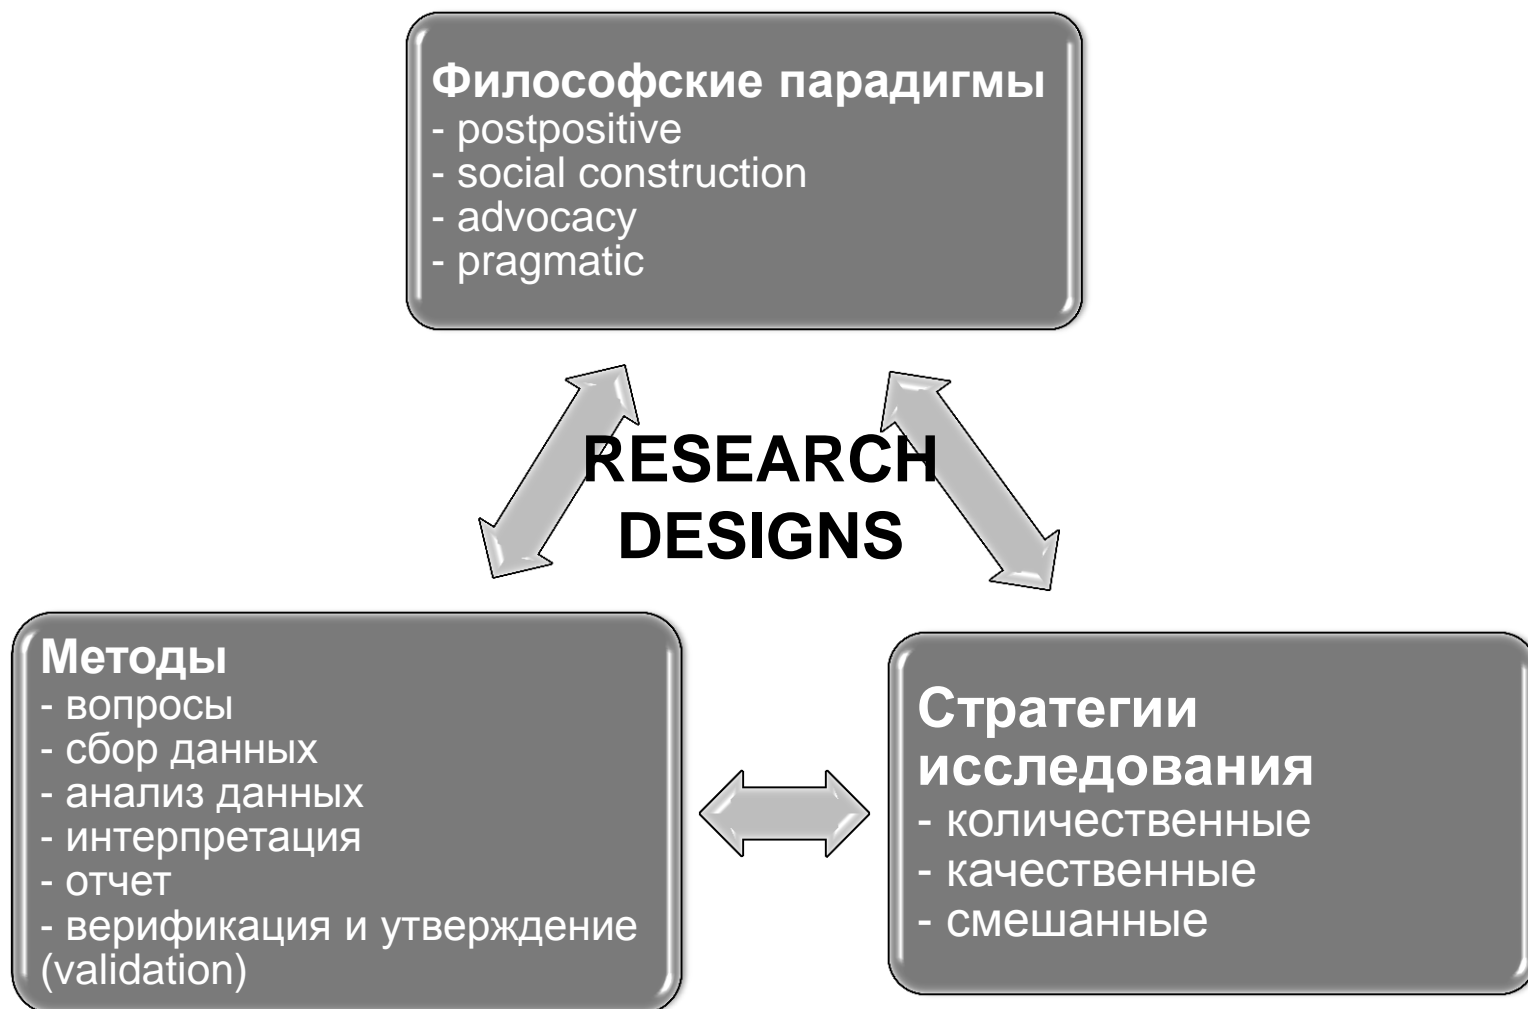 Философские парадигмы
- postpositive
- social construction
- advocacy
- pragmatic
RESEARCH
DESIGNS
Методы
- вопросы
- сбор данных
- анализ данных
- интерпретация
- отчет
- верификация и утверждение
(validation)
Стратегии
исследования
- количественные
- качественные
- смешанные